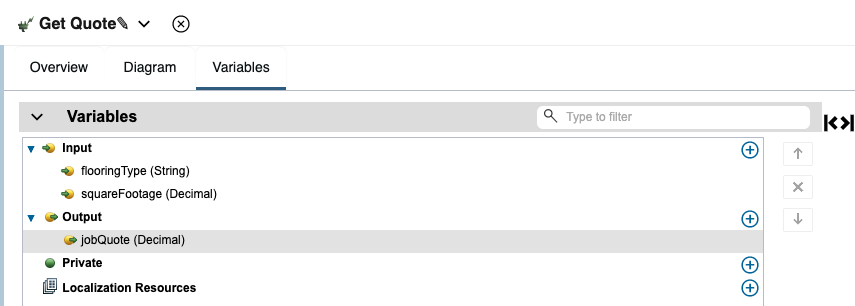 Get Quote
Overview Diagram Variables
Variables Type to filter
Input
flooringType (String)
squareFootage (Decimal)
Output
jobQuote (Decimal)
Private
Localization Resources